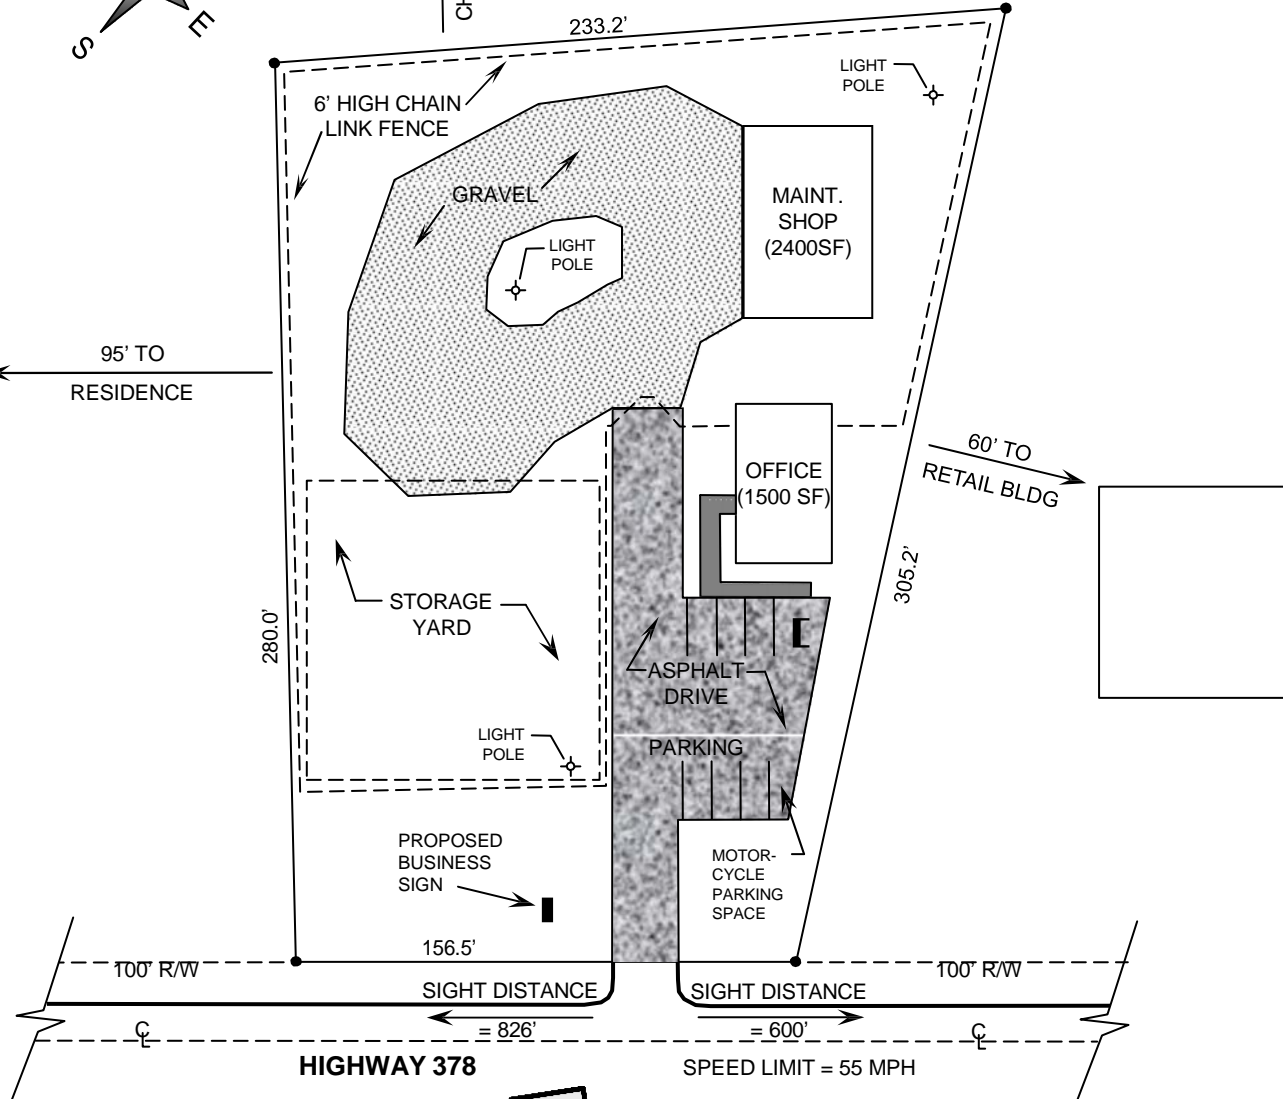 S
E
CH
233.2’
LIGHT
POLE
6’ HIGH CHAIN
LINK FENCE
GRAVEL
MAINT.
SHOP
(2400SF)
LIGHT
POLE
95’ TO
RESIDENCE
60’ TO
RETAIL BLDG
OFFICE
(1500 SF)
305.2’
280.0’
STORAGE
YARD
ASPHALT
DRIVE
PARKING
LIGHT
POLE
PROPOSED
BUSINESS
SIGN
MOTOR-
CYCLE
PARKING
SPACE
156.5’
100’ R/W
100’ R/W
SIGHT DISTANCE
= 826’
SIGHT DISTANCE
= 600’
CL
CL
HIGHWAY 378
SPEED LIMIT = 55 MPH